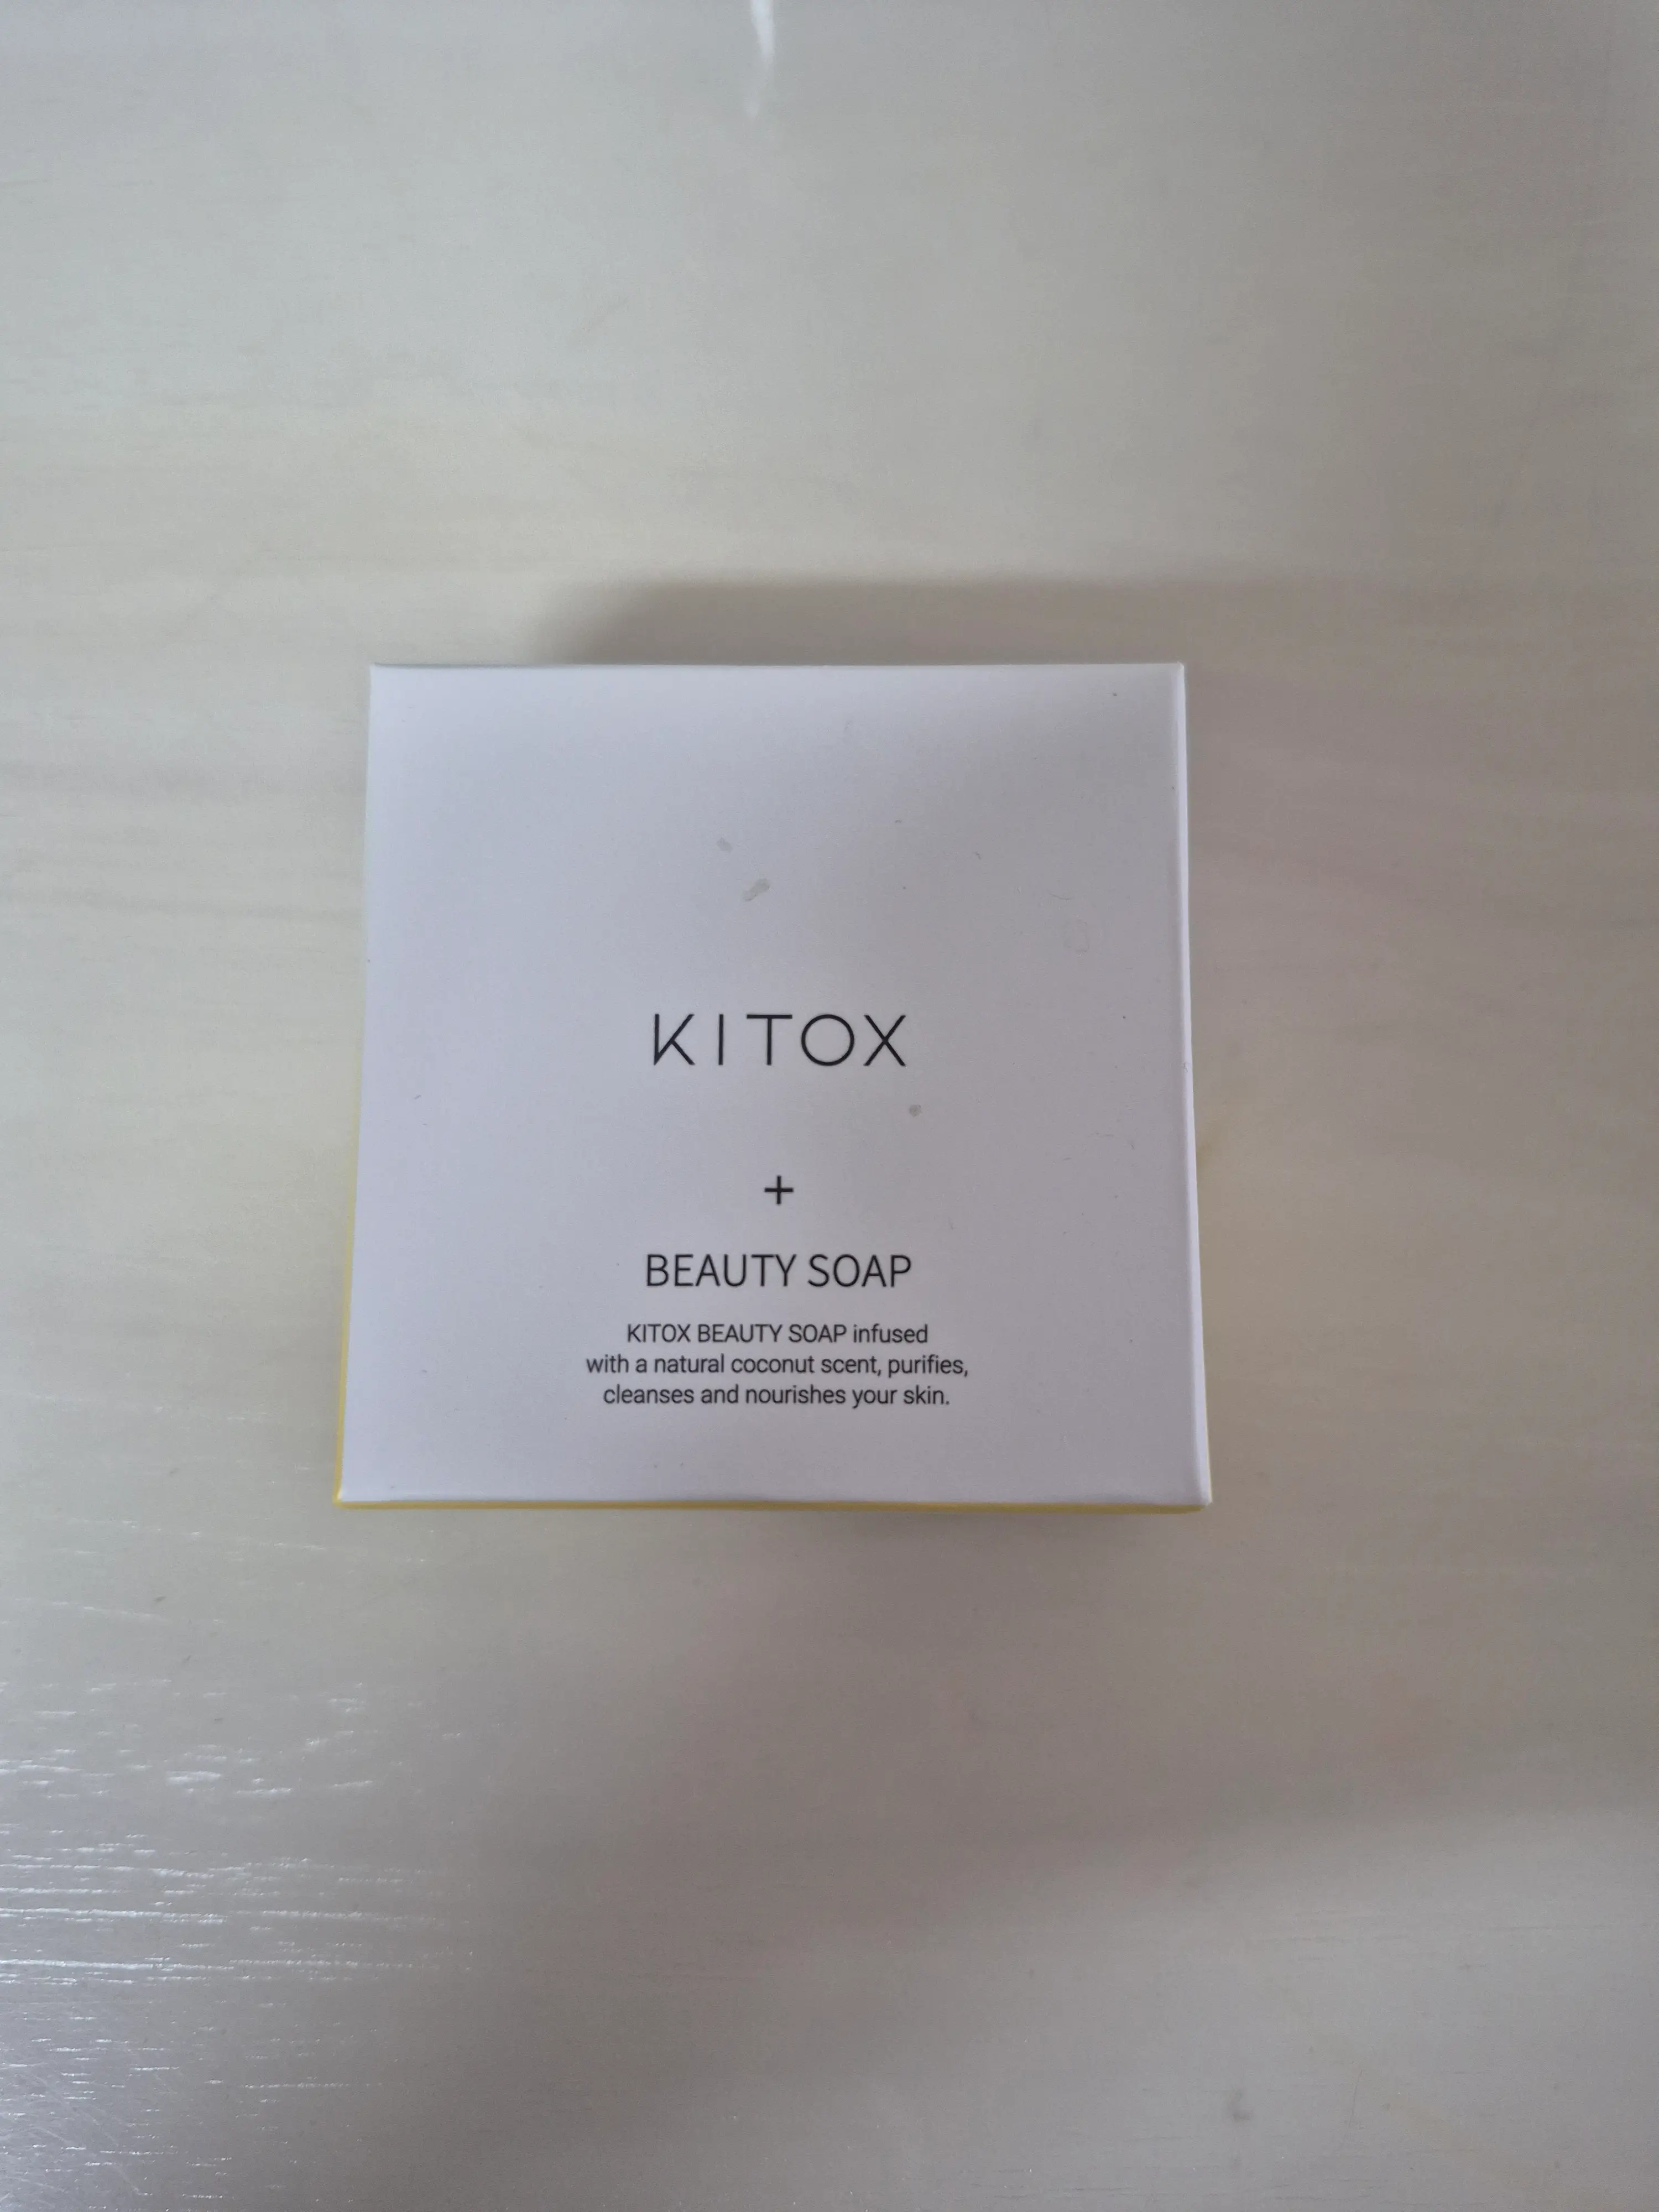 KITOX
+
BEAUTY SOAP
KITOX BEAUTY SOAP infused
with a natural coconut scent, purifies,
cleanses and nourishes your skin.